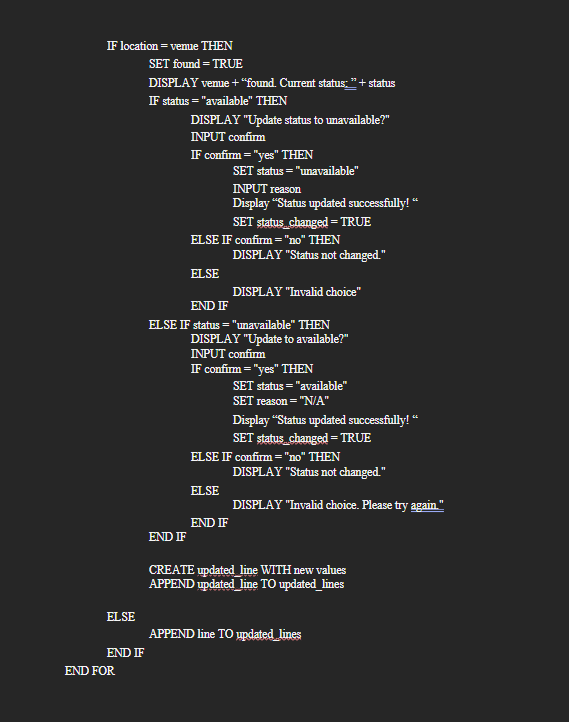 IF location = venue THEN
SET found = TRUE
DISPLAY venue + “found. Current status: ” + status
IF status = "available" THEN
DISPLAY "Update status to unavailable?"
INPUT confirm
IF confirm = "yes" THEN
SET status = "unavailable"
INPUT reason
Display “Status updated successfully! “
SET status_changed = TRUE
ELSE IF confirm = "no" THEN
DISPLAY "Status not changed."
ELSE
DISPLAY "Invalid choice"
END IF
ELSE IF status = "unavailable" THEN
DISPLAY "Update to available?"
INPUT confirm
IF confirm = "yes" THEN
SET status = "available"
SET reason = "N/A"
Display “Status updated successfully! “
SET status_changed = TRUE
ELSE IF confirm = "no" THEN
DISPLAY "Status not changed."
ELSE
DISPLAY "Invalid choice. Please try again."
END IF
END IF
CREATE updated_line WITH new values
APPEND updated_line TO updated_lines
ELSE
APPEND line TO updated_lines
END IF
END FOR